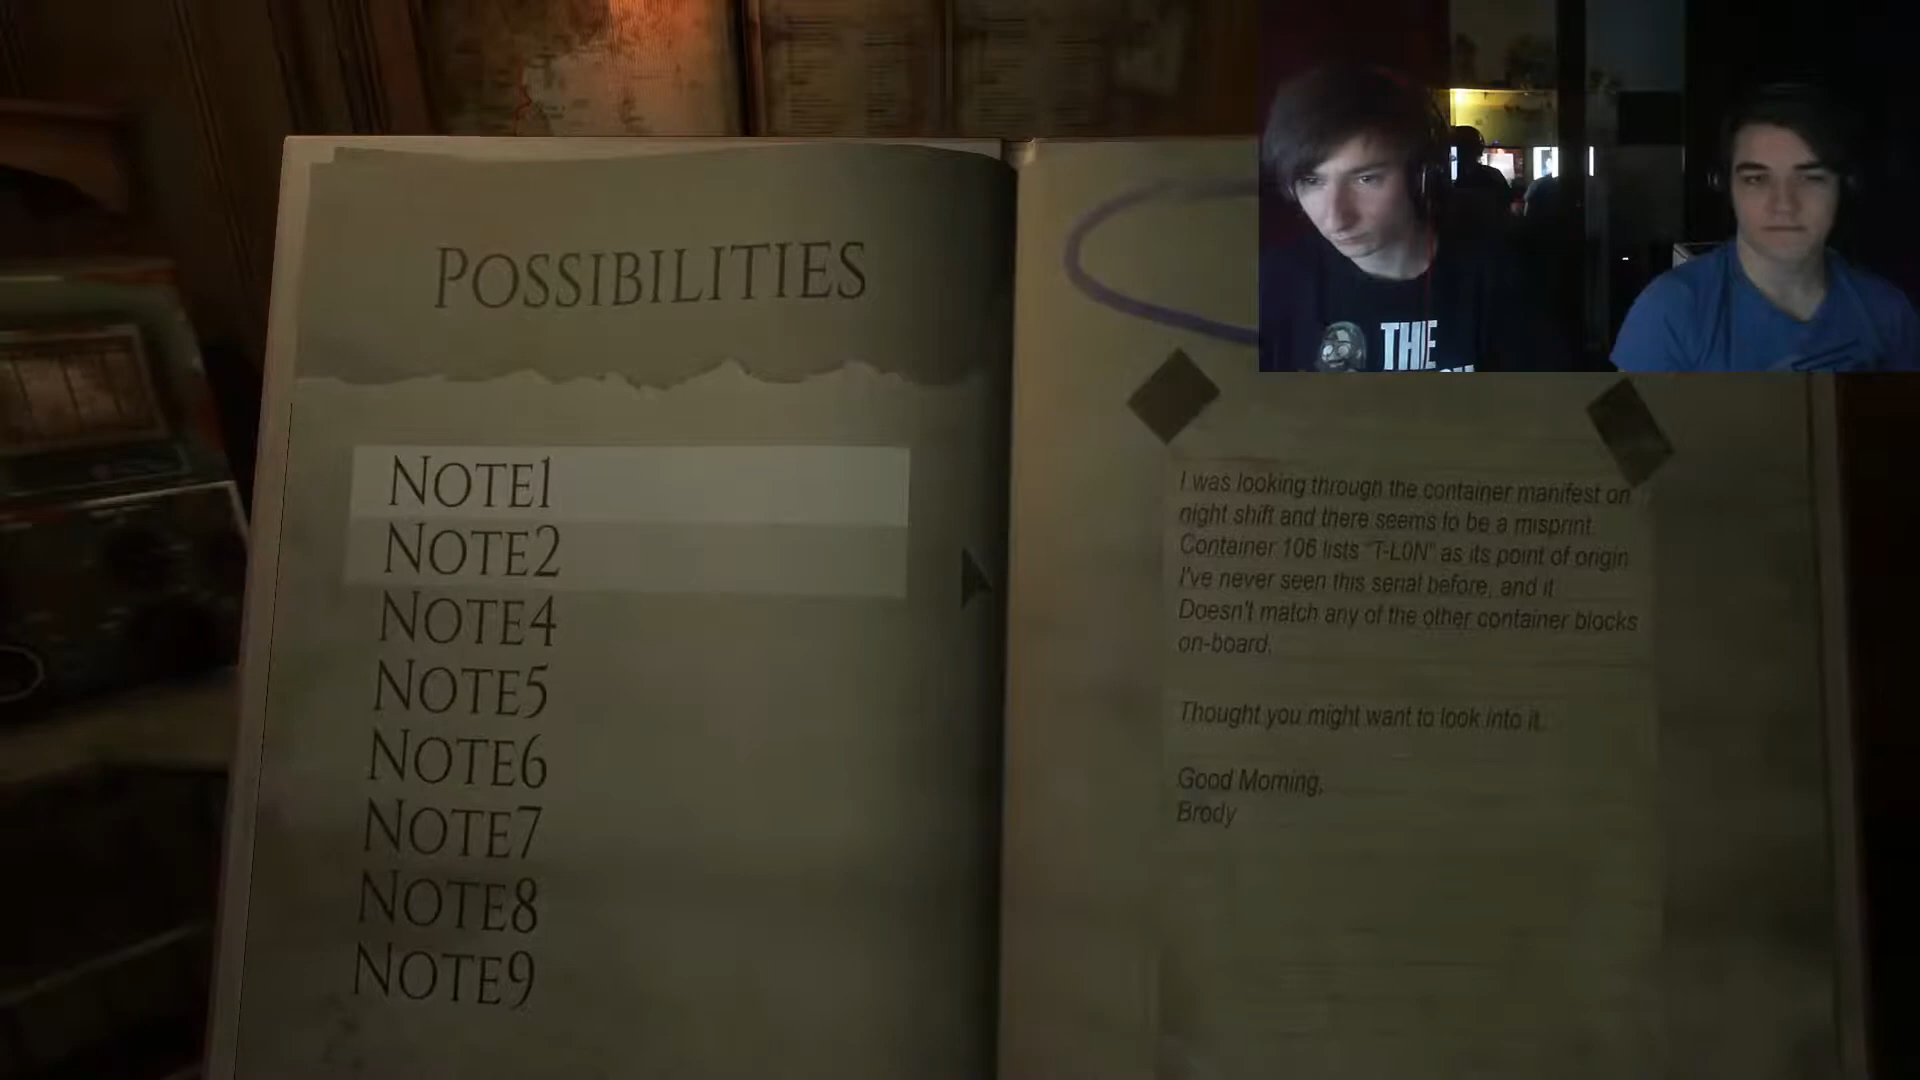 POSSIBILITIES
NOTE1
NOTE2
NOTE4
NOTE5
NOTE6
NOTE7
NOTE8
NOTE9
I was looking through the container manifest on
night shift and there seems to be a misprint.
Container 106 lists "T-L0N" as its point of origin
I've never seen this serial before, and it
Doesn't match any of the other container blocks
on-board.
Thought you might want to look into it.
Good Morning,
Brody
THE